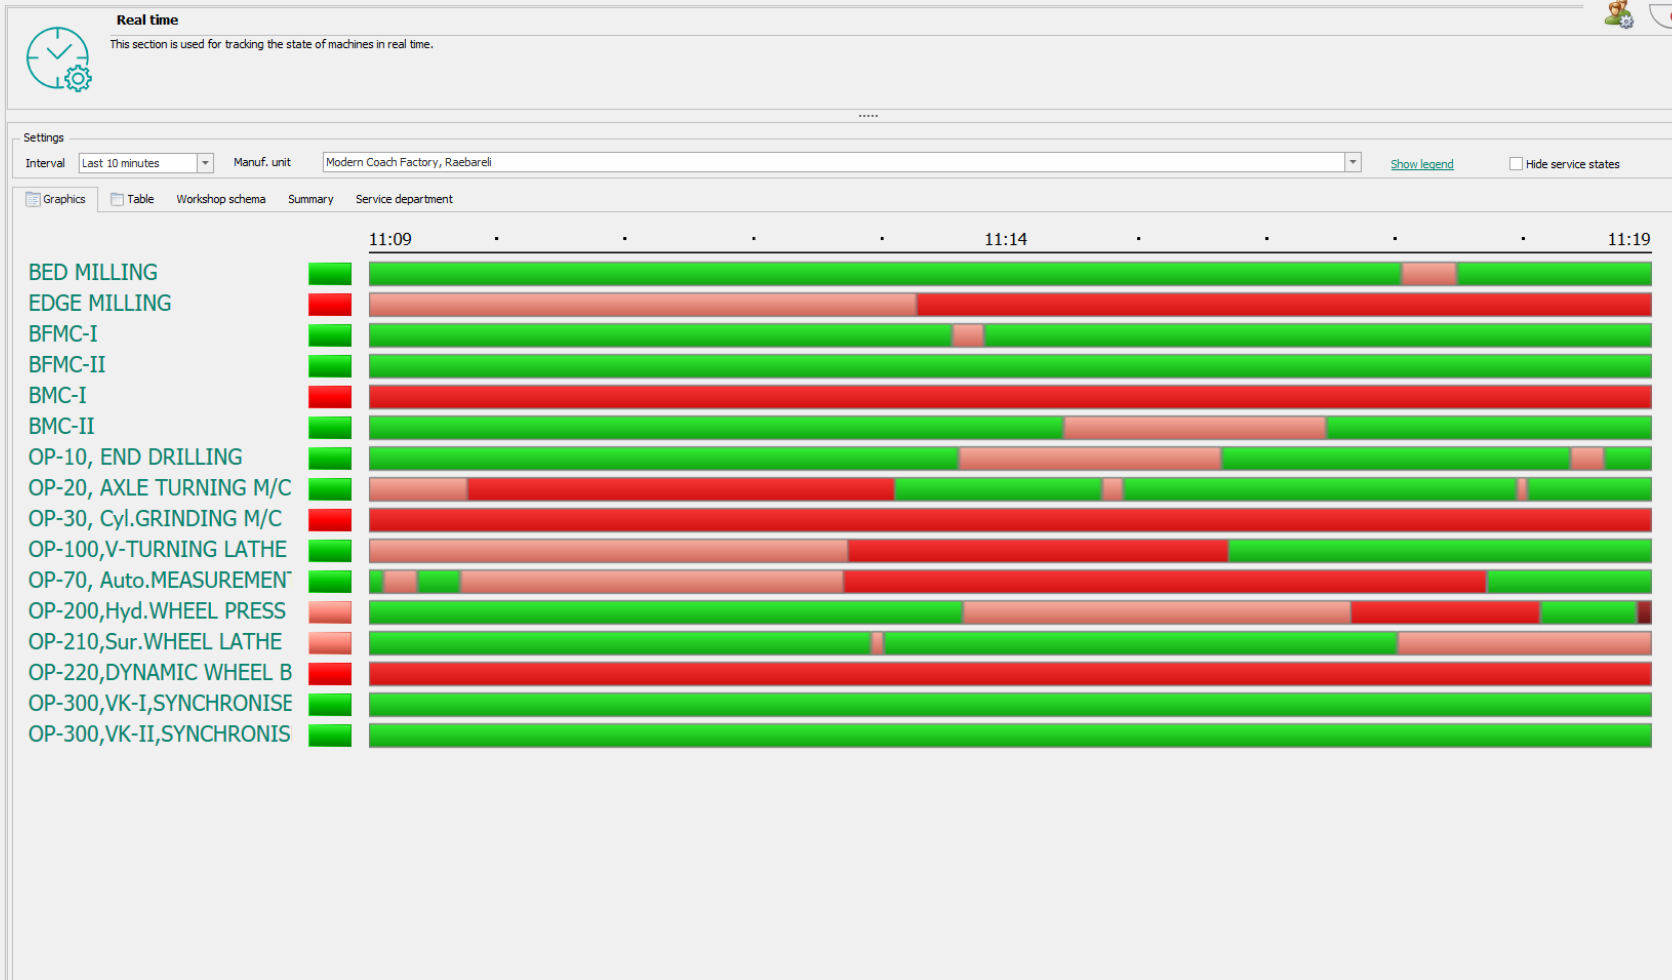 Real time
This section is used for tracking the state of machines in real time.
Settings
Interval Last 10 minutes Manuf. unit Modern Coach Factory, Raebareli Show legend Hide service states
Graphics Table Workshop schema Summary Service department
11:09 11:14 11:19
BED MILLING
EDGE MILLING
BFMC-I
BFMC-II
BMC-I
BMC-II
OP-10, END DRILLING
OP-20, AXLE TURNING M/C
OP-30, Cyl.GRINDING M/C
OP-100,V-TURNING LATHE
OP-70, Auto.MEASUREMENT
OP-200,Hyd.WHEEL PRESS
OP-210,Sur.WHEEL LATHE
OP-220,DYNAMIC WHEEL B
OP-300,VK-I,SYNCHRONISE
OP-300,VK-II,SYNCHRONIS